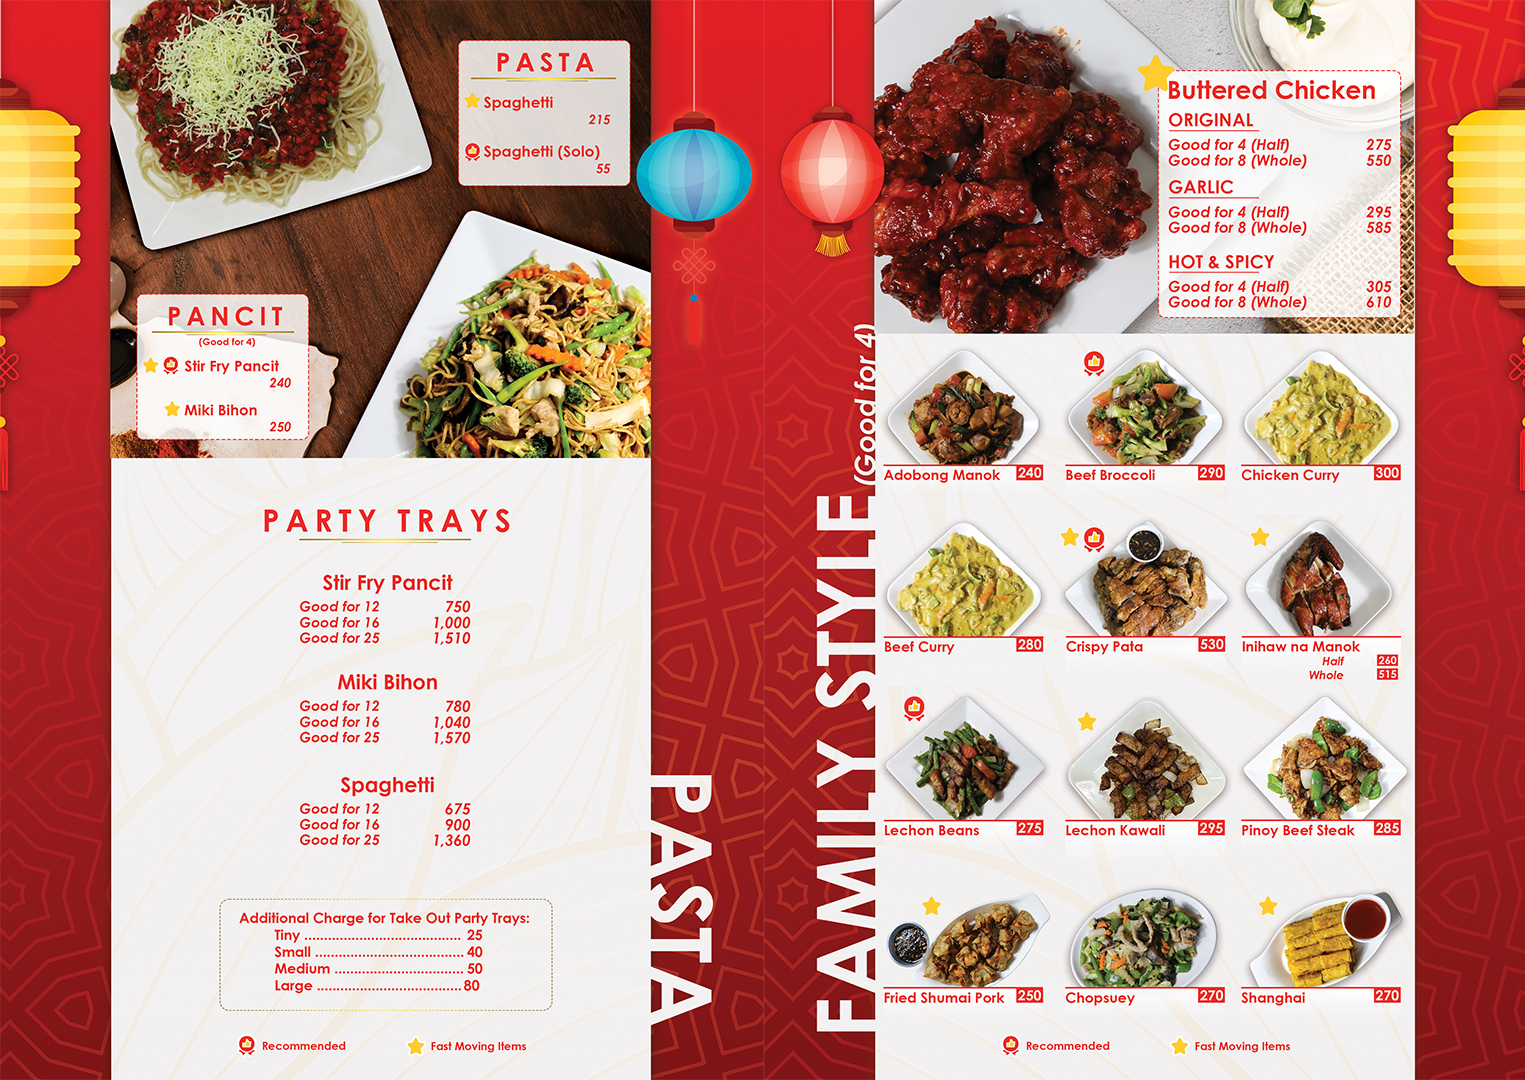 PASTA
Spaghetti
215
Spaghetti (Solo)
55
PANCIT
(Good for 4)
Stir Fry Pancit
240
Miki Bihon
250
PARTY TRAYS
Stir Fry Pancit
Good for 12 750
Good for 16 1,000
Good for 25 1,510
Miki Bihon
Good for 12 780
Good for 16 1,040
Good for 25 1,570
Spaghetti
Good for 12 675
Good for 16 900
Good for 25 1,360
Additional Charge for Take Out Party Trays:
Tiny ..................................... 25
Small ................................... 40
Medium .............................. 50
Large .................................. 80
Recommended
Fast Moving Items
PASTA
FAMILY STYLE (Good for 4)
Buttered Chicken
ORIGINAL
Good for 4 (Half) 275
Good for 8 (Whole) 550
GARLIC
Good for 4 (Half) 295
Good for 8 (Whole) 585
HOT & SPICY
Good for 4 (Half) 305
Good for 8 (Whole) 610
Adobong Manok 240
Beef Broccoli 290
Chicken Curry 300
Beef Curry 280
Crispy Pata 530
Inihaw na Manok
Half 260
Whole 515
Lechon Beans 275
Lechon Kawali 295
Pinoy Beef Steak 285
Fried Shumai Pork 250
Chopsuey 270
Shanghai 270
Recommended
Fast Moving Items